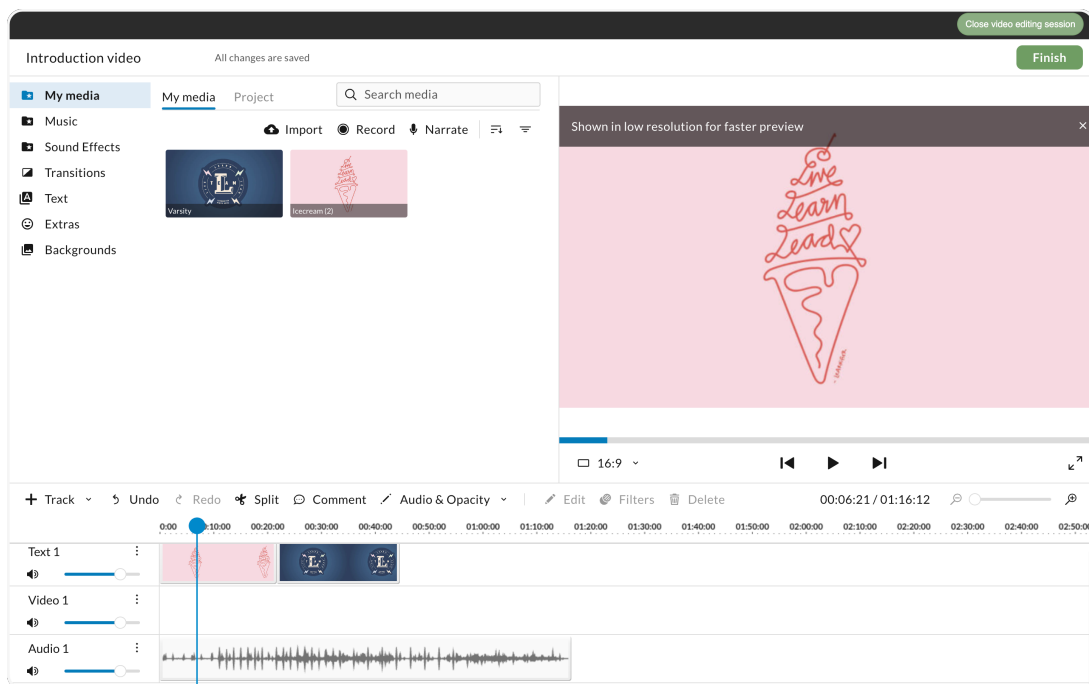 Close video editing session
Introduction video
All changes are saved
Finish
My media
Music
Sound Effects
Transitions
Text
Extras
Backgrounds
My media Project
Search media
Import Record Narrate
Varsity
Icecream (2)
Shown in low resolution for faster preview
Live
Learn
Lead
16:9
Track Undo Redo Split Comment Audio & Opacity Edit Filters Delete 00:06:21 / 01:16:12
0:00 :10:00 00:20:00 00:30:00 00:40:00 00:50:00 01:00:00 01:10:00 01:20:00 01:30:00 01:40:00 01:50:00 02:00:00 02:10:00 02:20:00 02:30:00 02:40:00 02:50:00
Text 1
L
L
Video 1
Audio 1